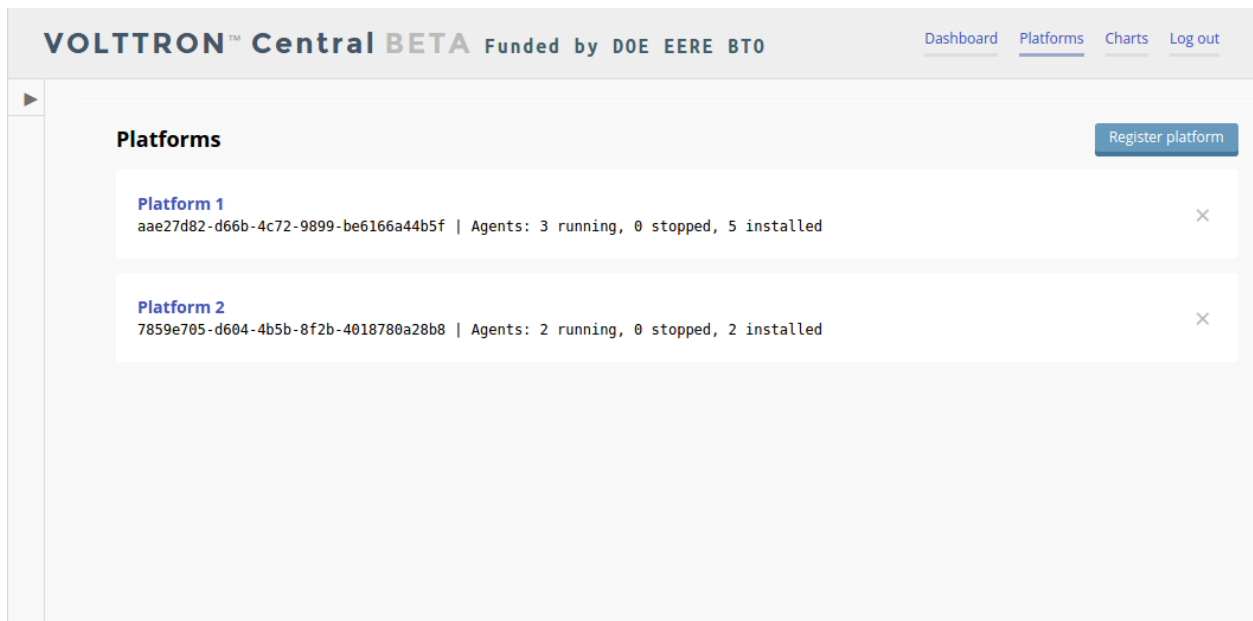 VOLTTRON™ Central BETA Funded by DOE EERE BTO
Dashboard Platforms Charts Log out
Platforms
Register platform
Platform 1
aae27d82-d66b-4c72-9899-be6166a44b5f | Agents: 3 running, 0 stopped, 5 installed
Platform 2
7859e705-d604-4b5b-8f2b-4018780a28b8 | Agents: 2 running, 0 stopped, 2 installed